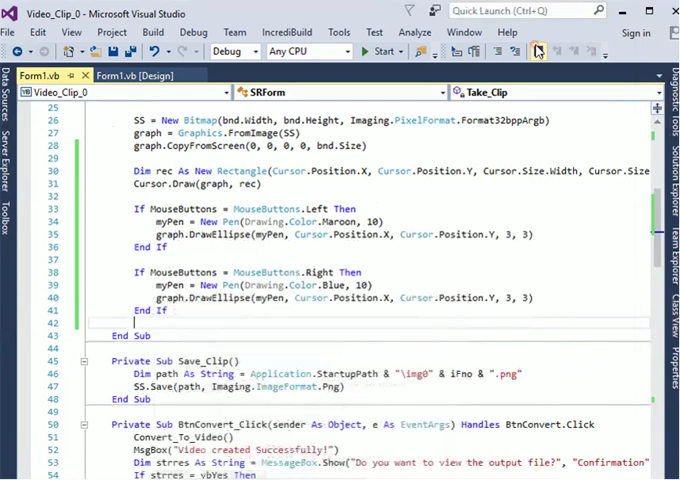 Video_Clip_0 - Microsoft Visual Studio
Quick Launch (Ctrl+Q)
File Edit View Project Build Debug Team IncrediBuild Tools Test Analyze Window Help
Sign in
Debug Any CPU Start
Form1.vb Form1.vb [Design]
Video_Clip_0 SRForm Take_Clip
Data Sources
Server Explorer
Toolbox
Diagnostic Tools
Solution Explorer
Team Explorer
Class View
Properties
25
26 SS = New Bitmap(bnd.Width, bnd.Height, Imaging.PixelFormat.Format32bppArgb)
27 graph = Graphics.FromImage(SS)
28 graph.CopyFromScreen(0, 0, 0, 0, bnd.Size)
29
30 Dim rec As New Rectangle(Cursor.Position.X, Cursor.Position.Y, Cursor.Size.Width, Cursor.Size
31 Cursor.Draw(graph, rec)
32
33 If MouseButtons = MouseButtons.Left Then
34 myPen = New Pen(Drawing.Color.Maroon, 10)
35 graph.DrawEllipse(myPen, Cursor.Position.X, Cursor.Position.Y, 3, 3)
36 End If
37
38 If MouseButtons = MouseButtons.Right Then
39 myPen = New Pen(Drawing.Color.Blue, 10)
40 graph.DrawEllipse(myPen, Cursor.Position.X, Cursor.Position.Y, 3, 3)
41 End If
42
43 End Sub
44
45 Private Sub Save_Clip()
46 Dim path As String = Application.StartupPath & "\img0" & iFno & ".png"
47 SS.Save(path, Imaging.ImageFormat.Png)
48 End Sub
49
50 Private Sub BtnConvert_Click(sender As Object, e As EventArgs) Handles BtnConvert.Click
51 Convert_To_Video()
52 MsgBox("Video created Successfully!")
53 Dim strres As String = MessageBox.Show("Do you want to view the output file?", "Confirmation"
54 If strres = vbYes Then